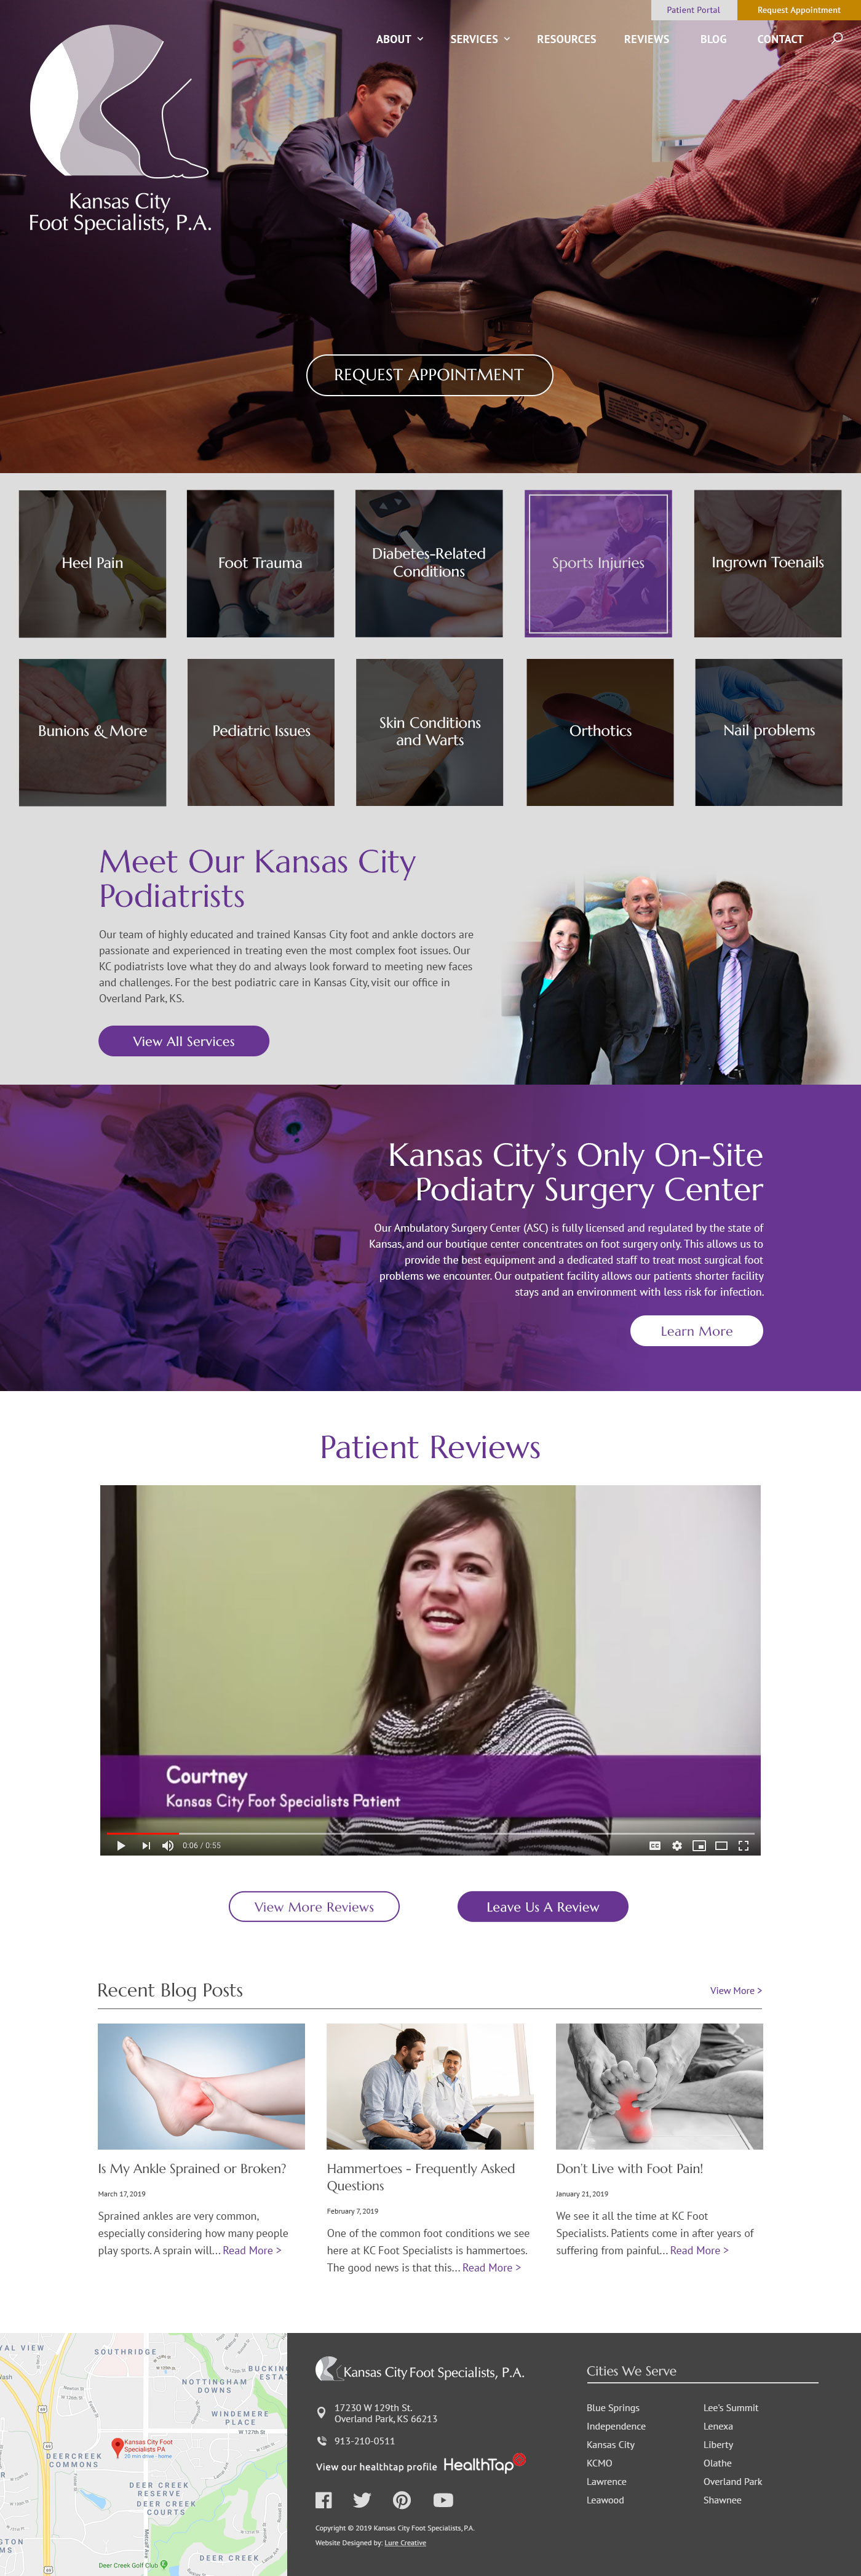 Patient Portal
Request Appointment
ABOUT
SERVICES
RESOURCES
REVIEWS
BLOG
CONTACT
Kansas City
Foot Specialists, P.A.
REQUEST APPOINTMENT
Heel Pain
Foot Trauma
Diabetes-Related
Conditions
Sports Injuries
Ingrown Toenails
Bunions & More
Pediatric Issues
Skin Conditions
and Warts
Orthotics
Nail problems
Meet Our Kansas City
Podiatrists
Our team of highly educated and trained Kansas City foot and ankle doctors are
passionate and experienced in treating even the most complex foot issues. Our
KC podiatrists love what they do and always look forward to meeting new faces
and challenges. For the best podiatric care in Kansas City, visit our office in
Overland Park, KS.
View All Services
Kansas City's Only On-Site
Podiatry Surgery Center
Our Ambulatory Surgery Center (ASC) is fully licensed and regulated by the state of
Kansas, and our boutique center concentrates on foot surgery only. This allows us to
provide the best equipment and a dedicated staff to treat most surgical foot
problems we encounter. Our outpatient facility allows our patients shorter facility
stays and an environment with less risk for infection.
Learn More
Patient Reviews
Courtney
Kansas City Foot Specialists Patient
0:06 / 0:55
CC
View More Reviews
Leave Us A Review
Recent Blog Posts
View More >
Is My Ankle Sprained or Broken?
March 17, 2019
Sprained ankles are very common,
especially considering how many people
play sports. A sprain will... Read More >
Hammertoes - Frequently Asked
Questions
February 7, 2019
One of the common foot conditions we see
here at KC Foot Specialists is hammertoes.
The good news is that this... Read More >
Don't Live with Foot Pain!
January 21, 2019
We see it all the time at KC Foot
Specialists. Patients come in after years of
suffering from painful... Read More >
SOUTHRIDGE
NOTTINGHAM
DOWNS
WINDEMERE
PLACE
W 127th St
Kansas City Foot
Specialists PA
20 min drive - home
DEERCREEK
COMMONS
DEER CREEK
RESERVE
DEER CREEK
COURTS
Metcalf Ave
DEER CREEK
Deer Creek Golf Club
69
69
69
Kansas City Foot Specialists, P.A.
17230 W 129th St.
Overland Park, KS 66213
913-210-0511
View our healthtap profile HealthTap
Copyright © 2019 Kansas City Foot Specialists, P.A.
Website Designed by: Lure Creative
Cities We Serve
Blue Springs
Independence
Kansas City
KCMO
Lawrence
Leawood
Lee's Summit
Lenexa
Liberty
Olathe
Overland Park
Shawnee